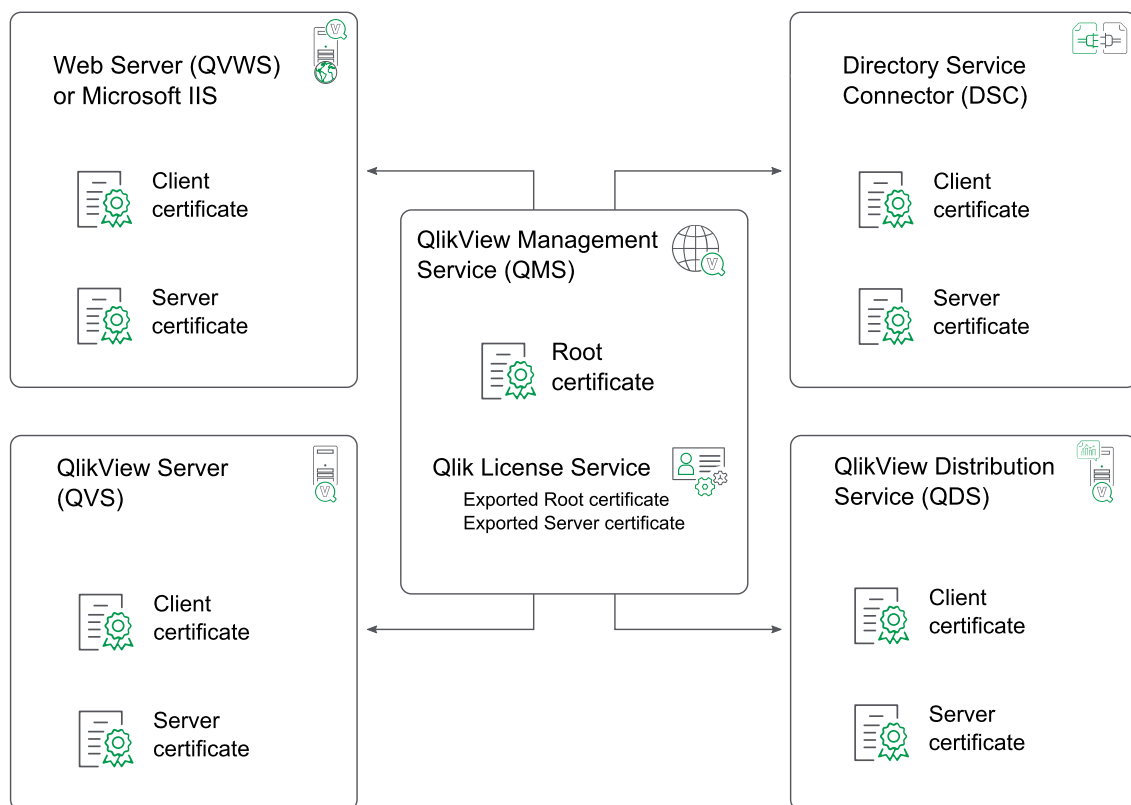 Web Server (QVWS)
or Microsoft IIS
Client
certificate
Server
certificate
Directory Service
Connector (DSC)
Client
certificate
Server
certificate
QlikView Management
Service (QMS)
Root
certificate
Qlik License Service
Exported Root certificate
Exported Server certificate
QlikView Server
(QVS)
Client
certificate
Server
certificate
QlikView Distribution
Service (QDS)
Client
certificate
Server
certificate